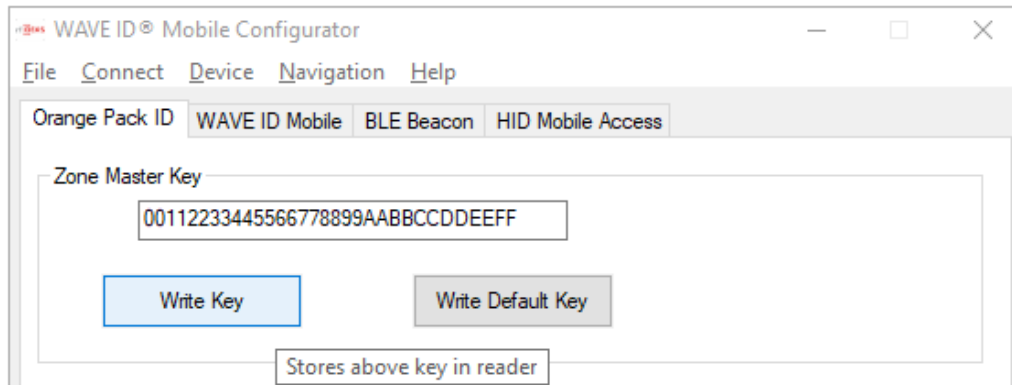 WAVE ID® Mobile Configurator
File Connect Device Navigation Help
Orange Pack ID WAVE ID Mobile BLE Beacon HID Mobile Access
Zone Master Key
00112233445566778899AABBCCDDEEFF
Write Key Write Default Key
Stores above key in reader